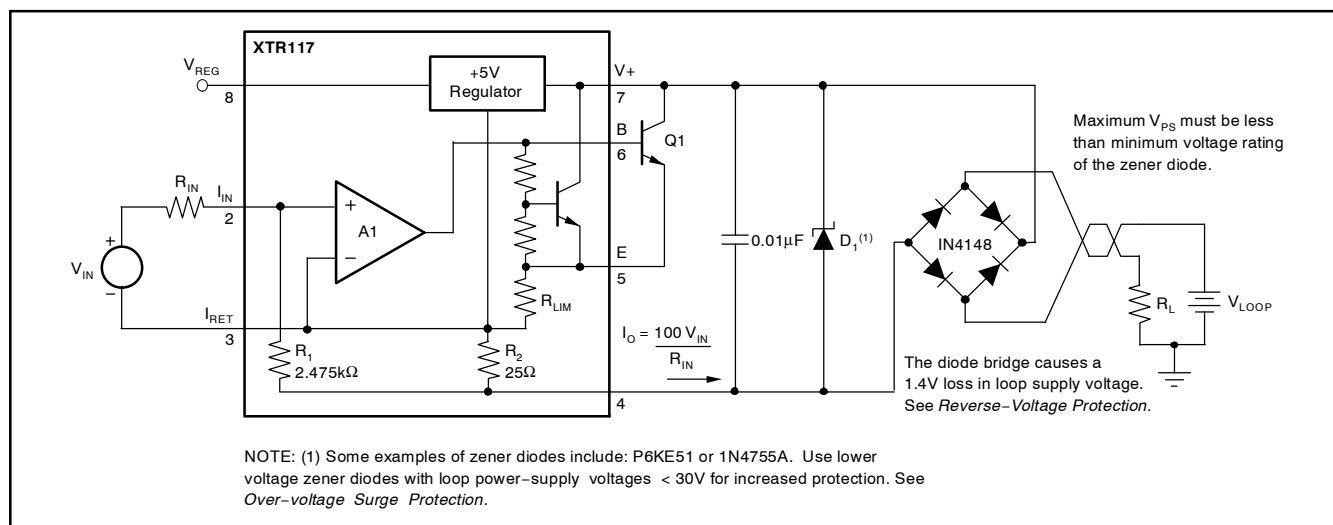 XTR117
V_REG
8
+5V
Regulator
V+
7
B
6
Q1
R_IN
I_IN
2
+
A1
−
+
V_IN
−
E
5
R_LIM
I_RET
3
R_1
2.475kΩ
R_2
25Ω
4
I_O = 100 V_IN
R_IN
0.01µF
D_1^(1)
IN4148
R_L
V_LOOP
Maximum V_PS must be less
than minimum voltage rating
of the zener diode.
The diode bridge causes a
1.4V loss in loop supply voltage.
See Reverse−Voltage Protection.
NOTE: (1) Some examples of zener diodes include: P6KE51 or 1N4755A. Use lower
voltage zener diodes with loop power−supply voltages < 30V for increased protection. See
Over−voltage Surge Protection.